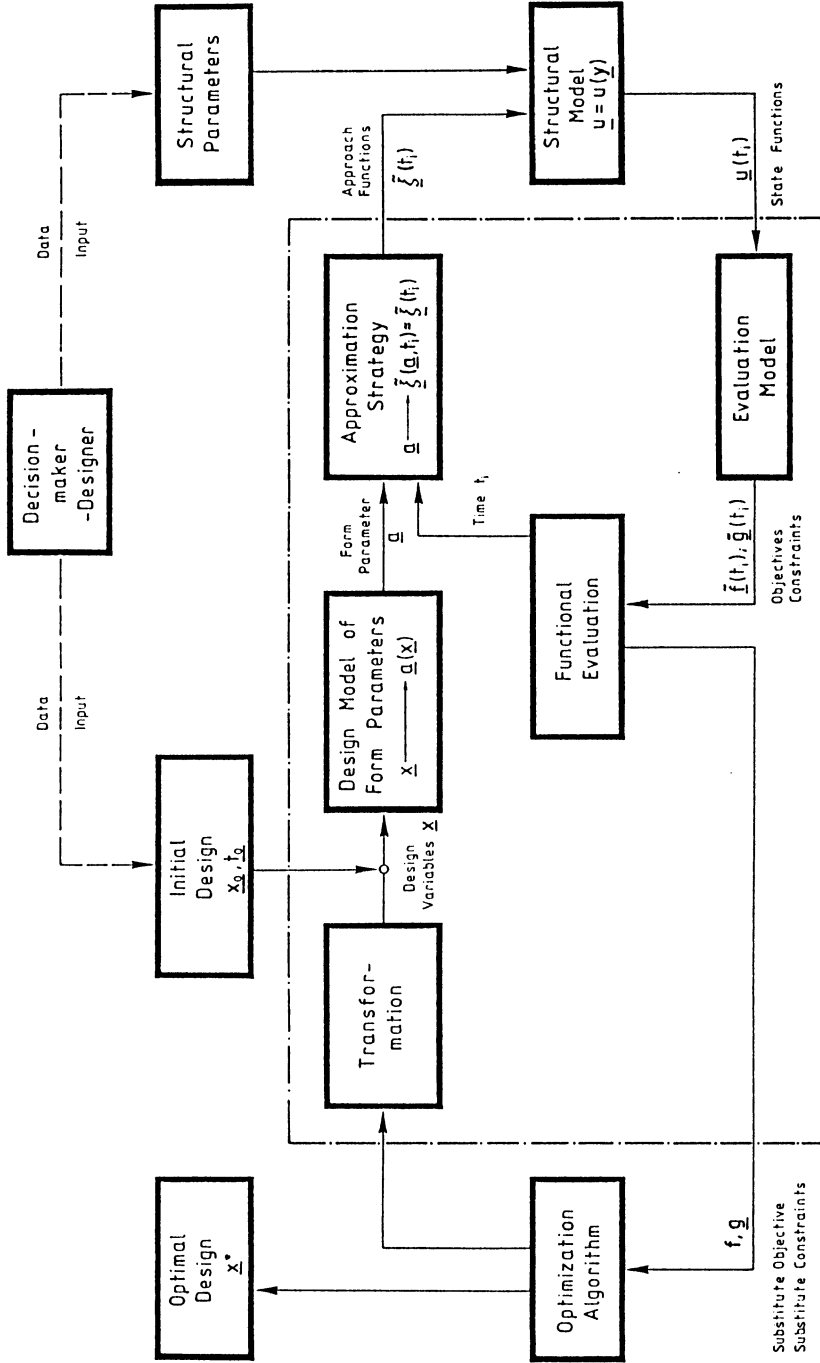 Decision-
maker
-Designer
Data
Input
Data
Input
Optimal
Design
x*
Initial
Design
x₀, t₀
Structural
Parameters
Transfor-
mation
Design
Variables x
Design Model of
Form Parameters
x → a(x)
Form
Parameter
a
Approximation
Strategy
a → ξ̃(a,tᵢ)=ξ̃(tᵢ)
Approach
Functions
ξ̃(tᵢ)
Time tᵢ
Optimization
Algorithm
Functional
Evaluation
Structural
Model
u = u(y)
f, g
Substitute Objective
Substitute Constraints
f̃(tᵢ), g̃(tᵢ)
Objectives
Constraints
Evaluation
Model
u(tᵢ)
State Functions